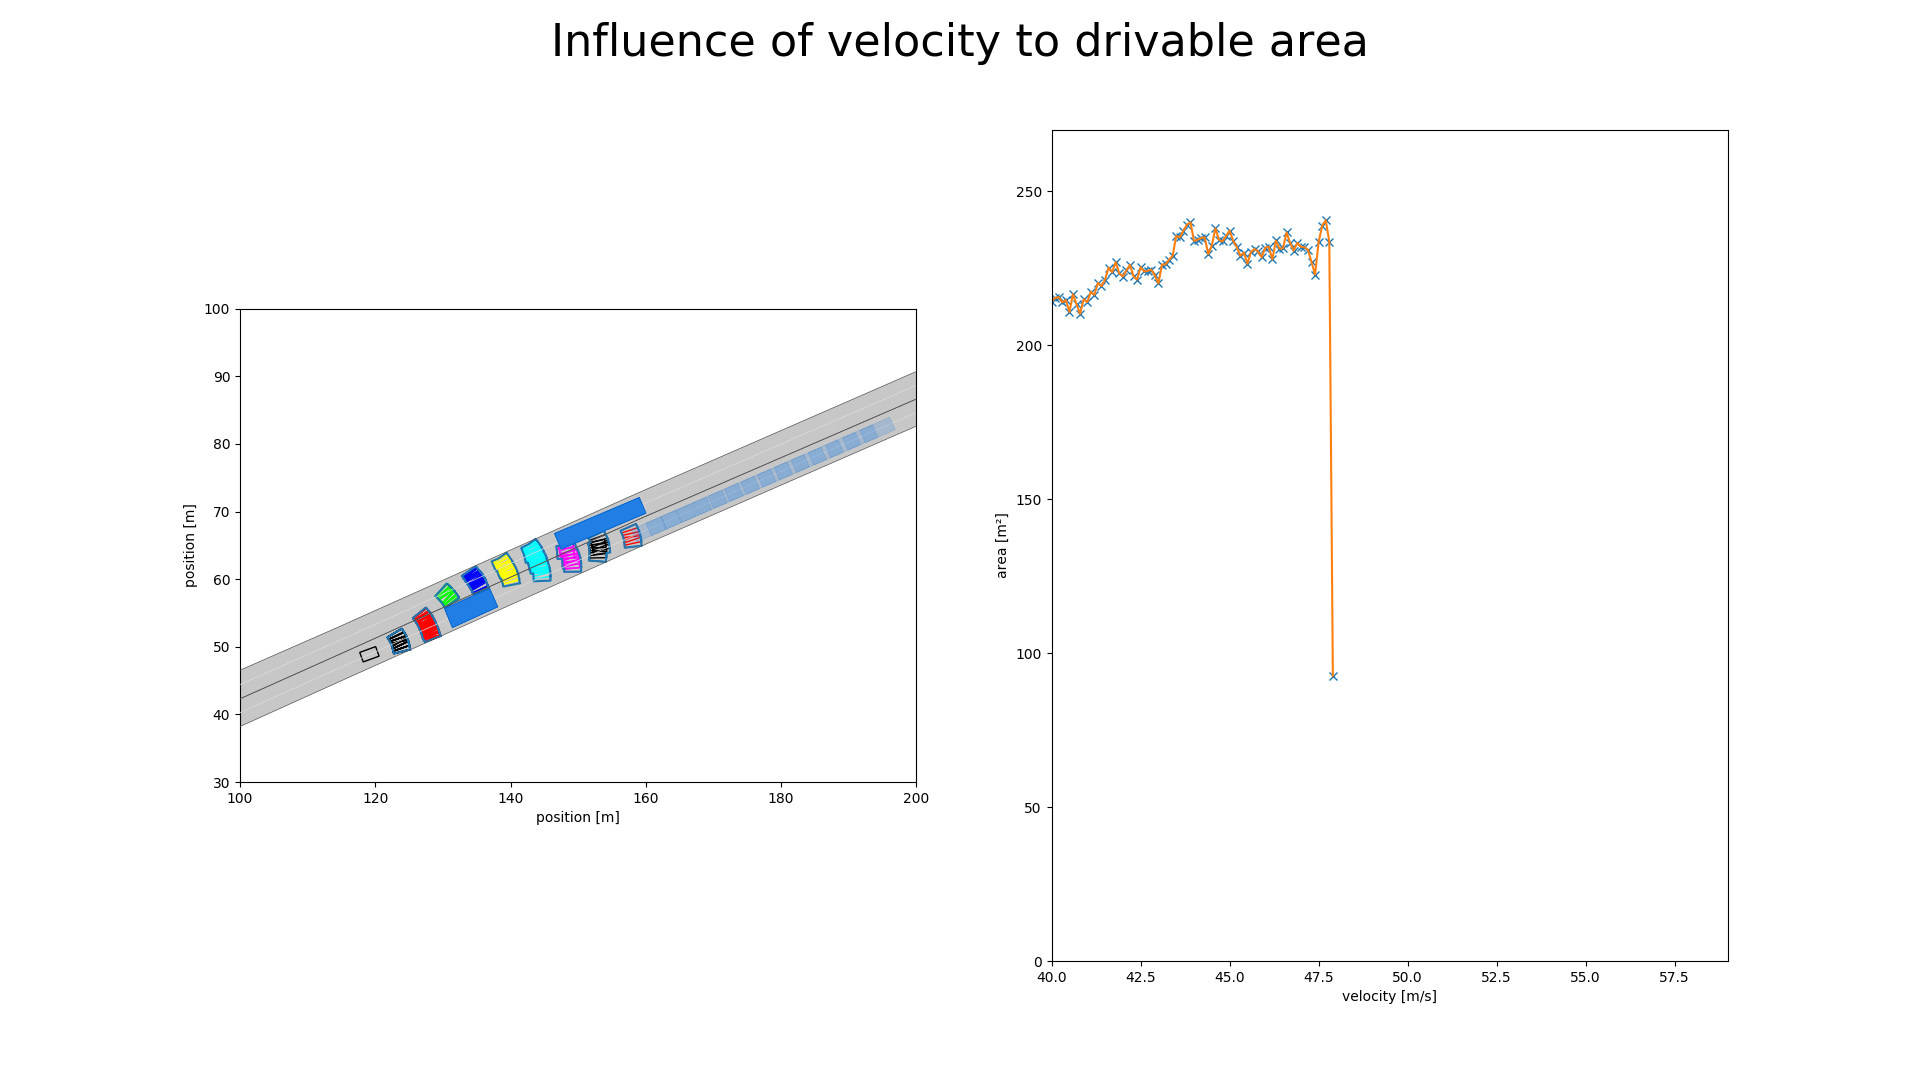 Influence of velocity to drivable area
100
90
80
70
60
50
40
30
position [m]
100 120 140 160 180 200
position [m]
250
200
150
100
50
0
area [m²]
40.0 42.5 45.0 47.5 50.0 52.5 55.0 57.5
velocity [m/s]